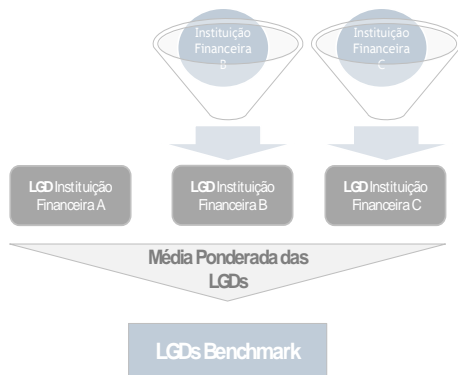 Instituição
Financeira
B
Instituição
Financeira
C
LGD Instituição
Financeira A
LGD Instituição
Financeira B
LGD Instituição
Financeira C
Média Ponderada das
LGDs
LGDs Benchmark